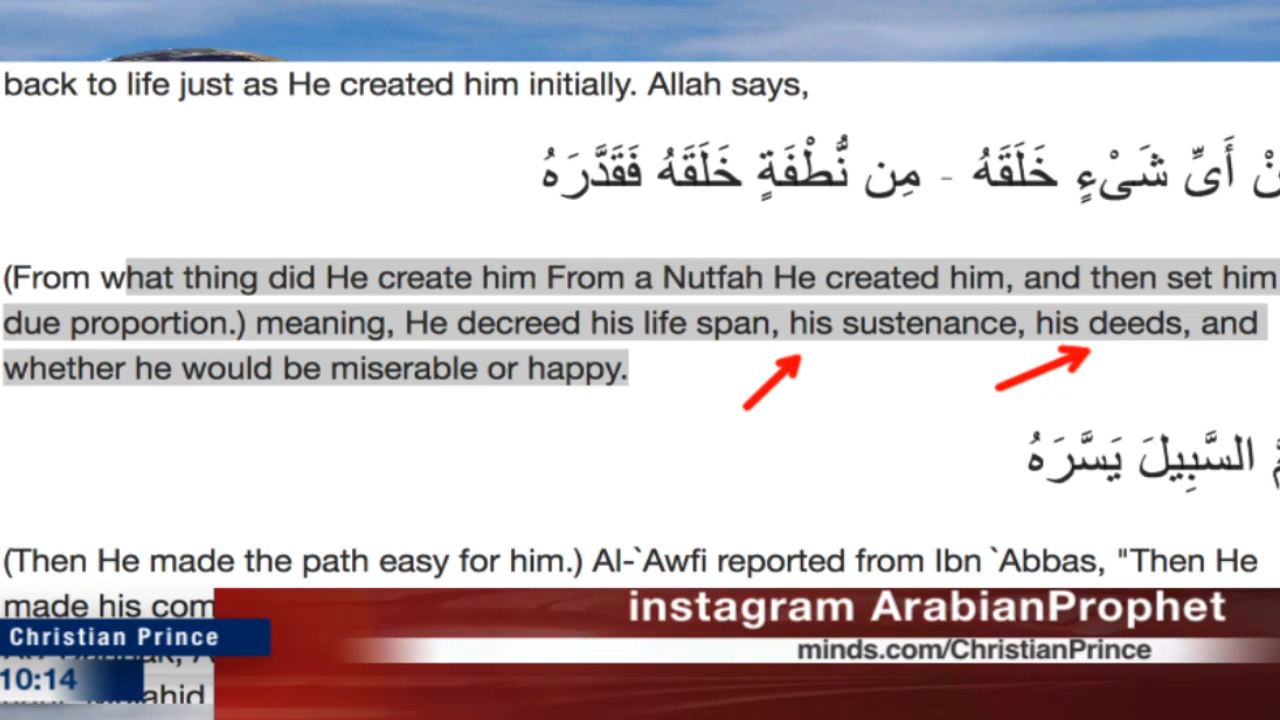 back to life just as He created him initially. Allah says,
أَىِّ شَىْءٍ خَلَقَهُ - مِن نُّطْفَةٍ خَلَقَهُ فَقَدَّرَهُ
(From what thing did He create him From a Nutfah He created him, and then set him
due proportion.) meaning, He decreed his life span, his sustenance, his deeds, and
whether he would be miserable or happy.
السَّبِيلَ يَسَّرَهُ
(Then He made the path easy for him.) Al-`Awfi reported from Ibn `Abbas, "Then He
made his com
instagram ArabianProphet
Christian Prince
minds.com/ChristianPrince
10:14